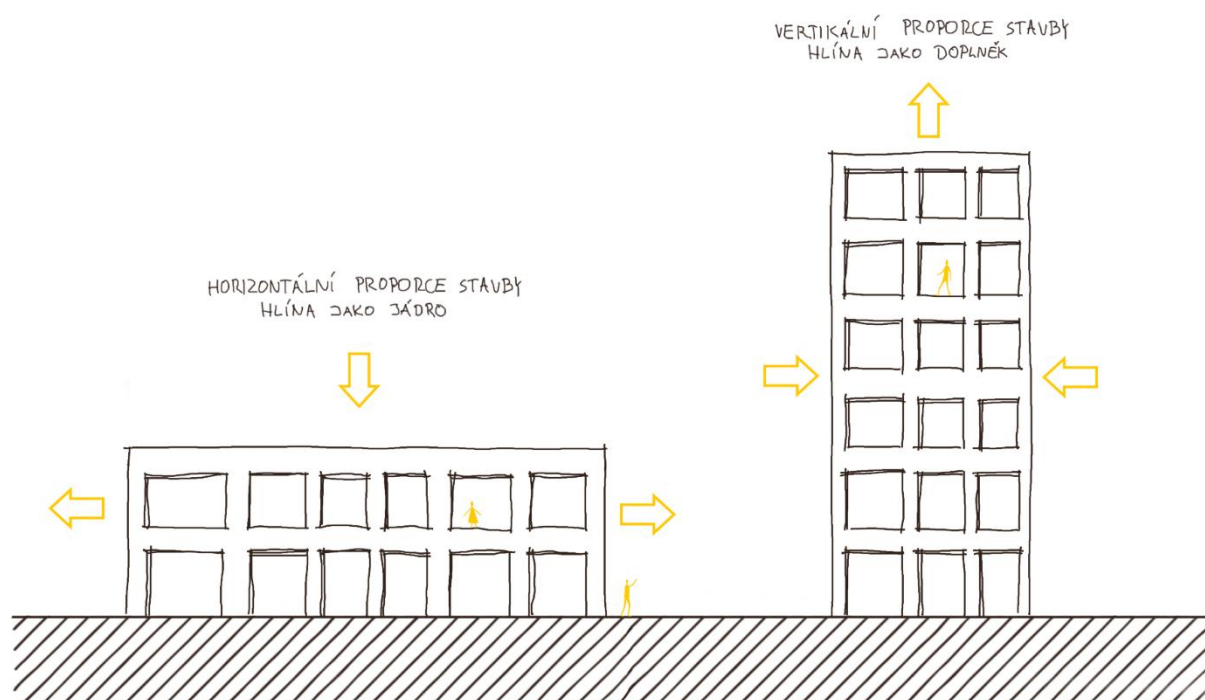 VERTIKÁLNÍ PROPORCE STAVBY
HLÍNA JAKO DOPLNĚK
HORIZONTÁLNÍ PROPORCE STAVBY
HLÍNA JAKO JÁDRO